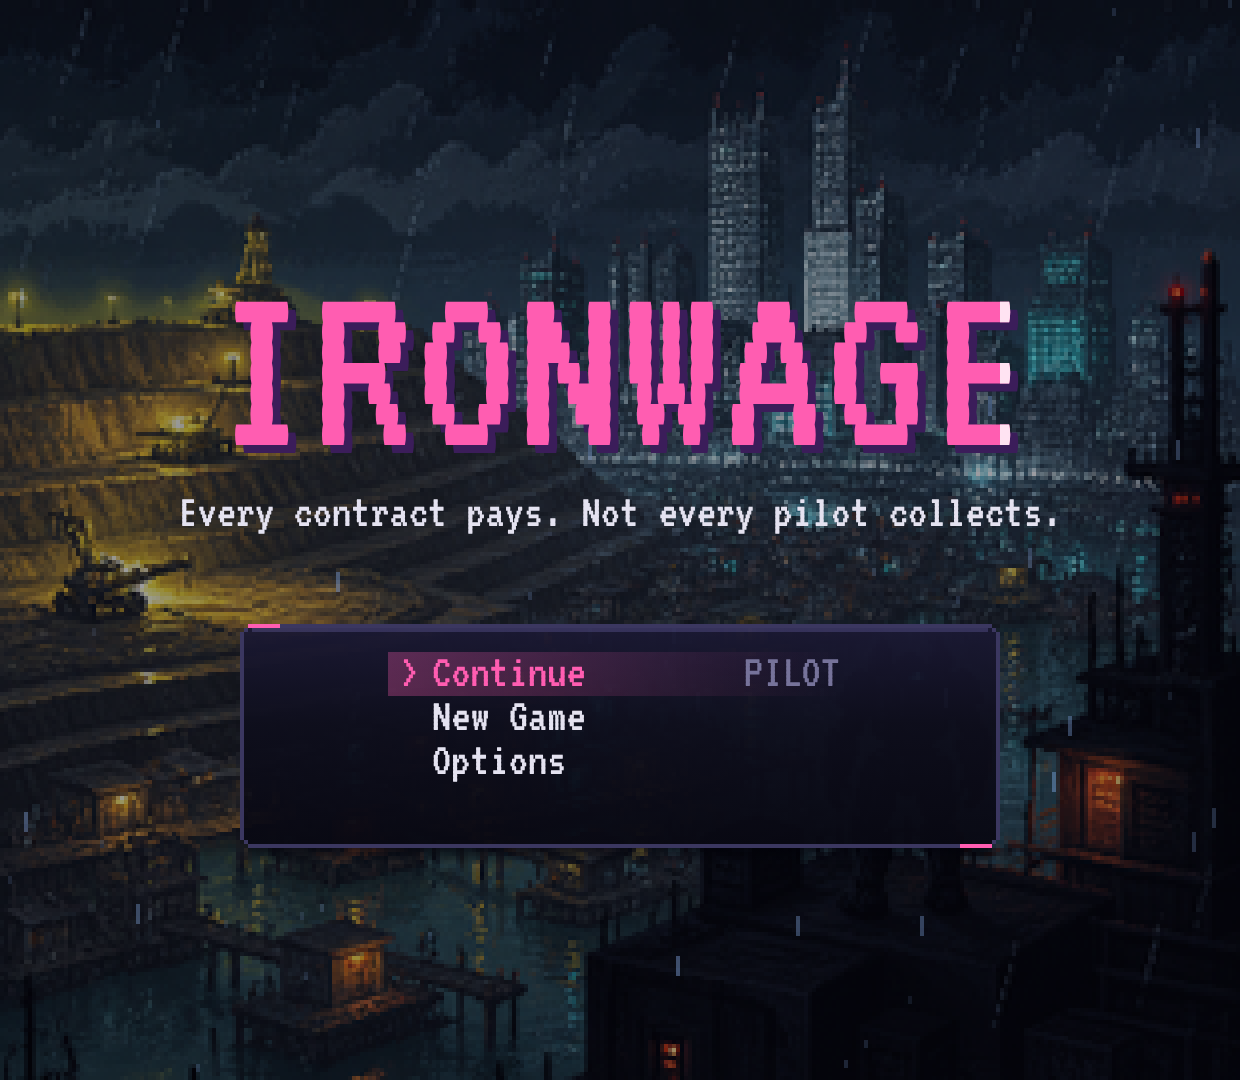 IRONWAGE
Every contract pays. Not every pilot collects.
> Continue PILOT
New Game
Options